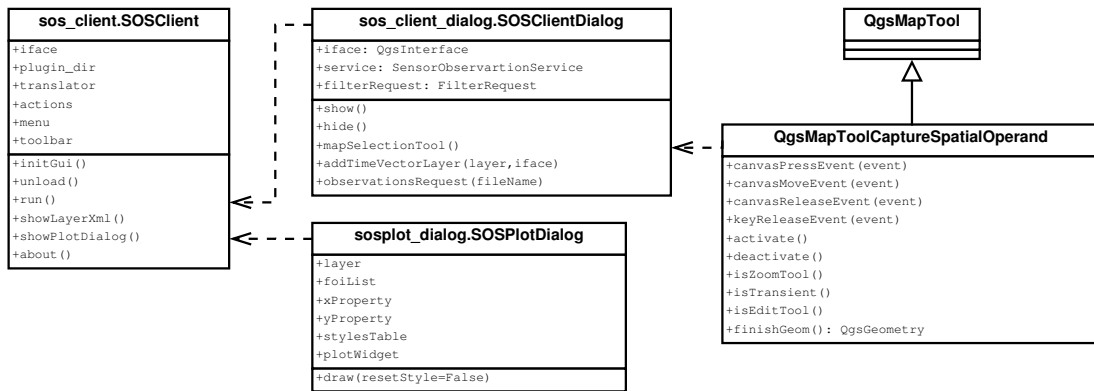 sos_client.SOSClient
+iface
+plugin_dir
+translator
+actions
+menu
+toolbar
+initGui()
+unload()
+run()
+showLayerXml()
+showPlotDialog()
+about()
sos_client_dialog.SOSClientDialog
+iface: QgsInterface
+service: SensorObservartionService
+filterRequest: FilterRequest
+show()
+hide()
+mapSelectionTool()
+addTimeVectorLayer(layer,iface)
+observationsRequest(fileName)
sosplot_dialog.SOSPlotDialog
+layer
+foiList
+xProperty
+yProperty
+stylesTable
+plotWidget
+draw(resetStyle=False)
QgsMapTool
QgsMapToolCaptureSpatialOperand
+canvasPressEvent(event)
+canvasMoveEvent(event)
+canvasReleaseEvent(event)
+keyReleaseEvent(event)
+activate()
+deactivate()
+isZoomTool()
+isTransient()
+isEditTool()
+finishGeom(): QgsGeometry